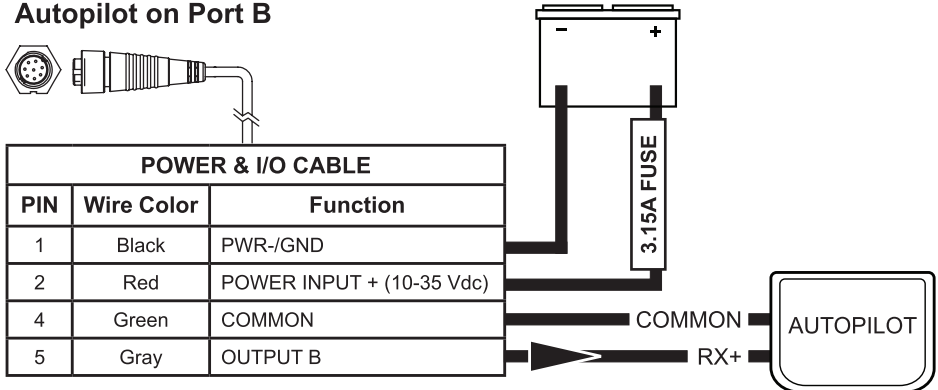 Autopilot on Port B
- +
3.15A FUSE
POWER & I/O CABLE
PIN Wire Color Function
1 Black PWR-/GND
2 Red POWER INPUT + (10-35 Vdc)
4 Green COMMON
5 Gray OUTPUT B
COMMON
RX+
AUTOPILOT